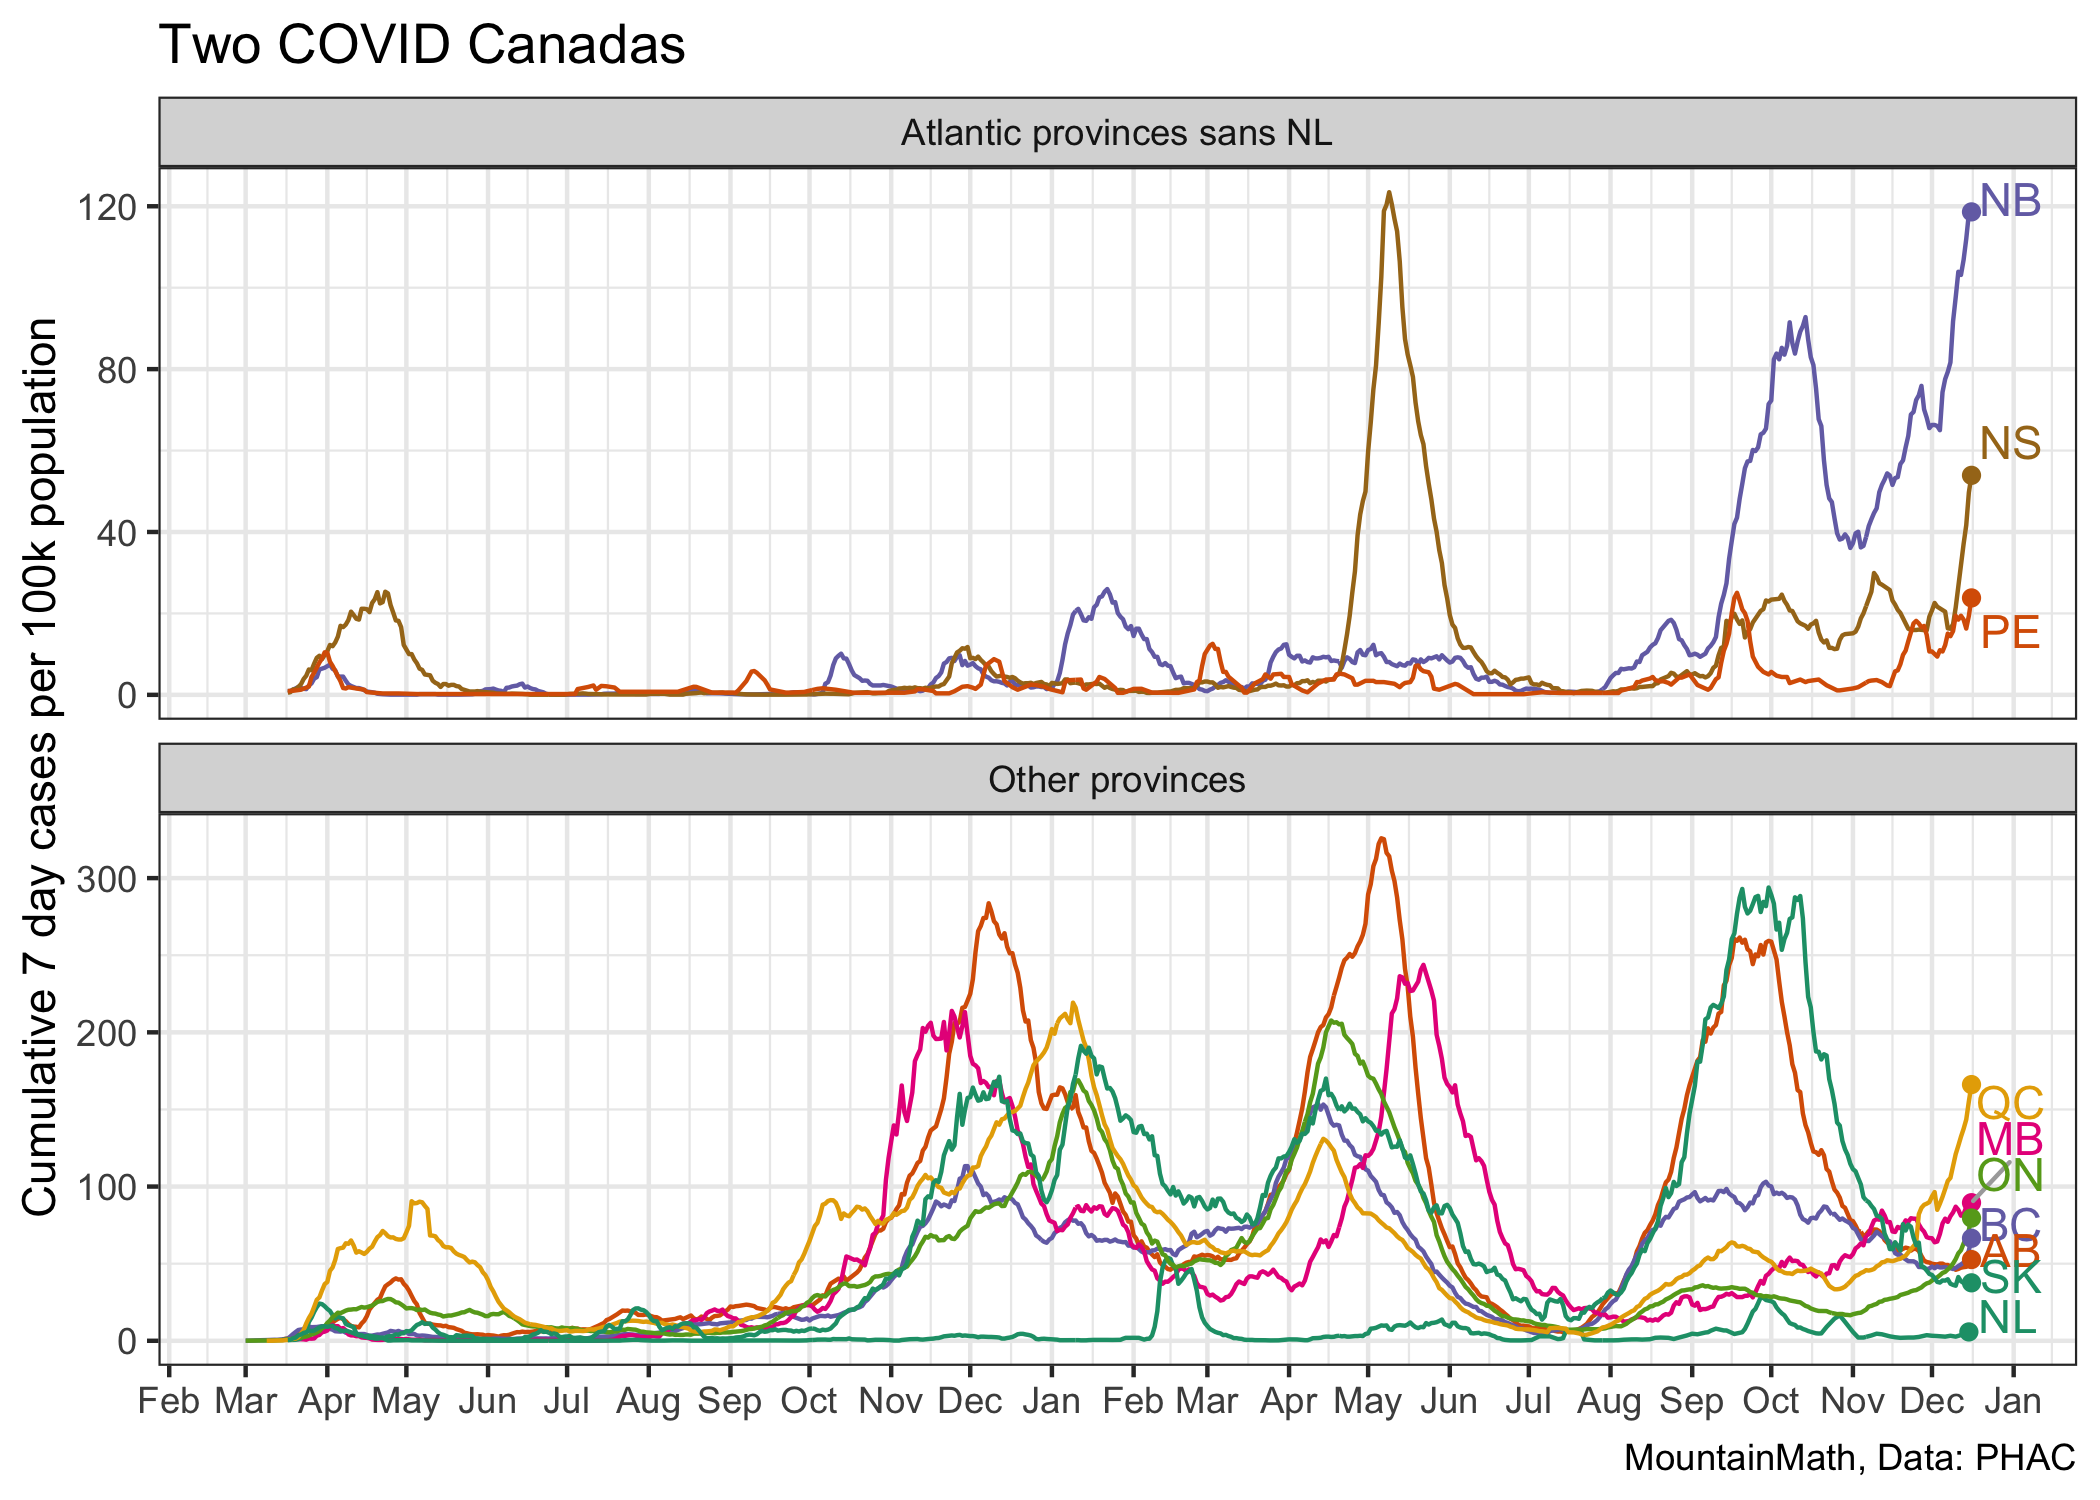 Two COVID Canadas
Atlantic provinces sans NL
120
80
40
0
NB
NS
PE
Cumulative 7 day cases per 100k population
Other provinces
300
200
100
0
QC
MB
ON
BC
AB
SK
NL
Feb Mar Apr May Jun Jul Aug Sep Oct Nov Dec Jan Feb Mar Apr May Jun Jul Aug Sep Oct Nov Dec Jan
MountainMath, Data: PHAC